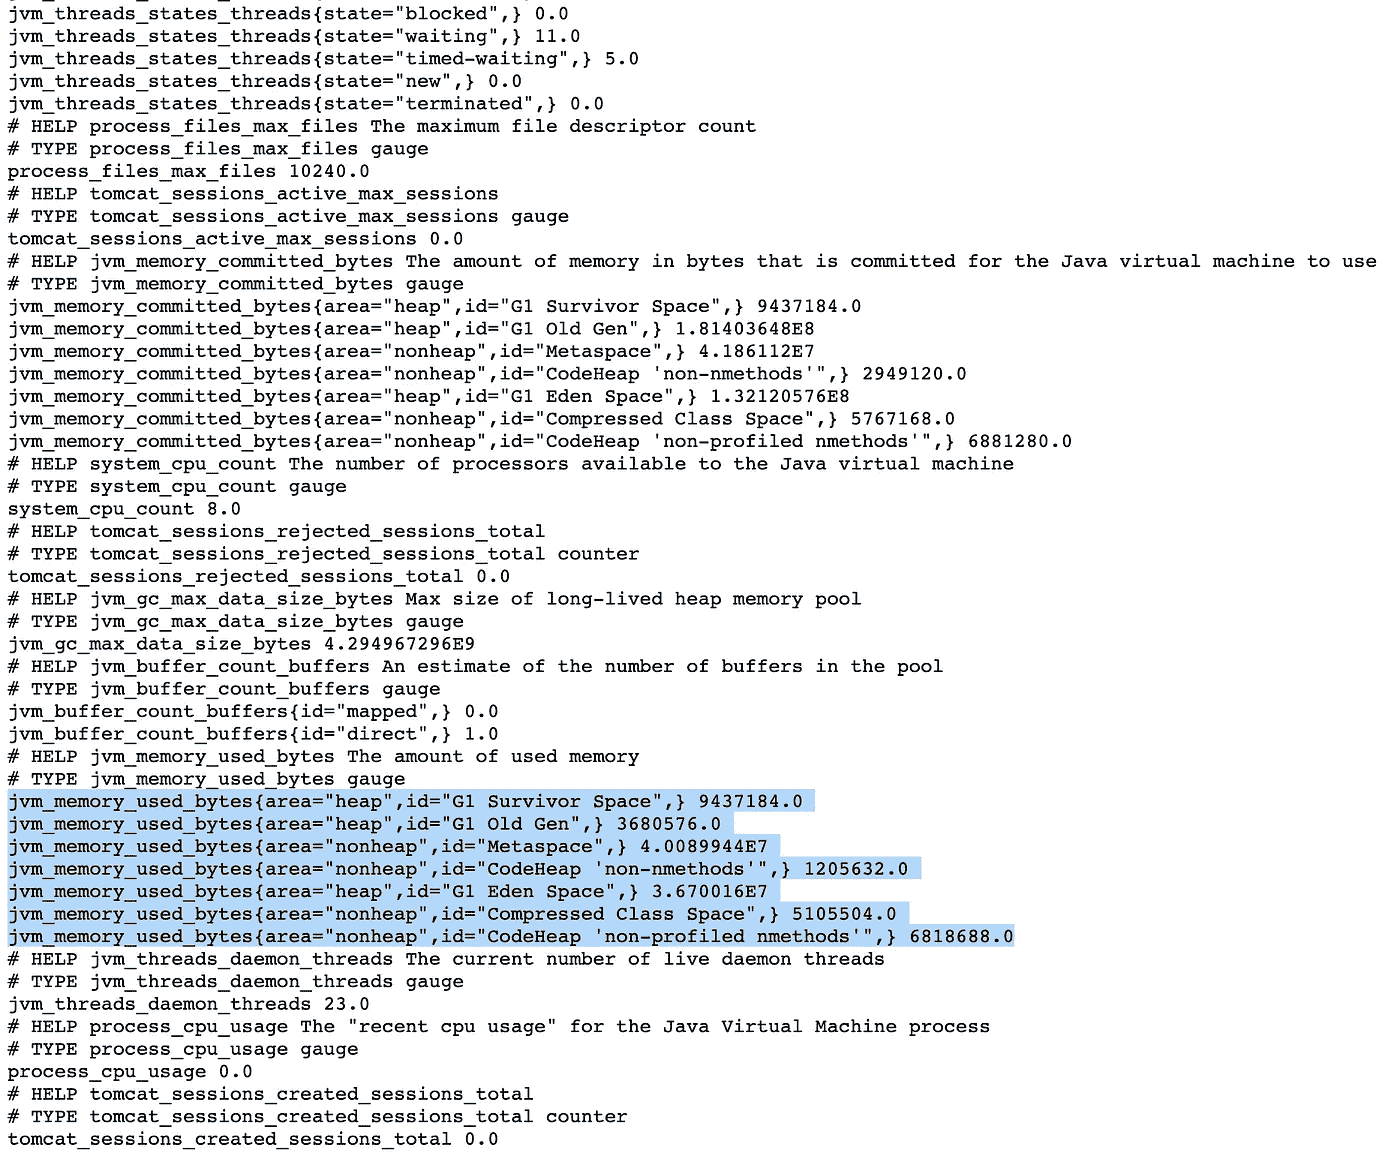 jvm_threads_states_threads{state="blocked",} 0.0
jvm_threads_states_threads{state="waiting",} 11.0
jvm_threads_states_threads{state="timed-waiting",} 5.0
jvm_threads_states_threads{state="new",} 0.0
jvm_threads_states_threads{state="terminated",} 0.0
# HELP process_files_max_files The maximum file descriptor count
# TYPE process_files_max_files gauge
process_files_max_files 10240.0
# HELP tomcat_sessions_active_max_sessions
# TYPE tomcat_sessions_active_max_sessions gauge
tomcat_sessions_active_max_sessions 0.0
# HELP jvm_memory_committed_bytes The amount of memory in bytes that is committed for the Java virtual machine to use
# TYPE jvm_memory_committed_bytes gauge
jvm_memory_committed_bytes{area="heap",id="G1 Survivor Space",} 9437184.0
jvm_memory_committed_bytes{area="heap",id="G1 Old Gen",} 1.81403648E8
jvm_memory_committed_bytes{area="nonheap",id="Metaspace",} 4.186112E7
jvm_memory_committed_bytes{area="nonheap",id="CodeHeap 'non-nmethods'",} 2949120.0
jvm_memory_committed_bytes{area="heap",id="G1 Eden Space",} 1.32120576E8
jvm_memory_committed_bytes{area="nonheap",id="Compressed Class Space",} 5767168.0
jvm_memory_committed_bytes{area="nonheap",id="CodeHeap 'non-profiled nmethods'",} 6881280.0
# HELP system_cpu_count The number of processors available to the Java virtual machine
# TYPE system_cpu_count gauge
system_cpu_count 8.0
# HELP tomcat_sessions_rejected_sessions_total
# TYPE tomcat_sessions_rejected_sessions_total counter
tomcat_sessions_rejected_sessions_total 0.0
# HELP jvm_gc_max_data_size_bytes Max size of long-lived heap memory pool
# TYPE jvm_gc_max_data_size_bytes gauge
jvm_gc_max_data_size_bytes 4.294967296E9
# HELP jvm_buffer_count_buffers An estimate of the number of buffers in the pool
# TYPE jvm_buffer_count_buffers gauge
jvm_buffer_count_buffers{id="mapped",} 0.0
jvm_buffer_count_buffers{id="direct",} 1.0
# HELP jvm_memory_used_bytes The amount of used memory
# TYPE jvm_memory_used_bytes gauge
jvm_memory_used_bytes{area="heap",id="G1 Survivor Space",} 9437184.0
jvm_memory_used_bytes{area="heap",id="G1 Old Gen",} 3680576.0
jvm_memory_used_bytes{area="nonheap",id="Metaspace",} 4.0089944E7
jvm_memory_used_bytes{area="nonheap",id="CodeHeap 'non-nmethods'",} 1205632.0
jvm_memory_used_bytes{area="heap",id="G1 Eden Space",} 3.670016E7
jvm_memory_used_bytes{area="nonheap",id="Compressed Class Space",} 5105504.0
jvm_memory_used_bytes{area="nonheap",id="CodeHeap 'non-profiled nmethods'",} 6818688.0
# HELP jvm_threads_daemon_threads The current number of live daemon threads
# TYPE jvm_threads_daemon_threads gauge
jvm_threads_daemon_threads 23.0
# HELP process_cpu_usage The "recent cpu usage" for the Java Virtual Machine process
# TYPE process_cpu_usage gauge
process_cpu_usage 0.0
# HELP tomcat_sessions_created_sessions_total
# TYPE tomcat_sessions_created_sessions_total counter
tomcat_sessions_created_sessions_total 0.0